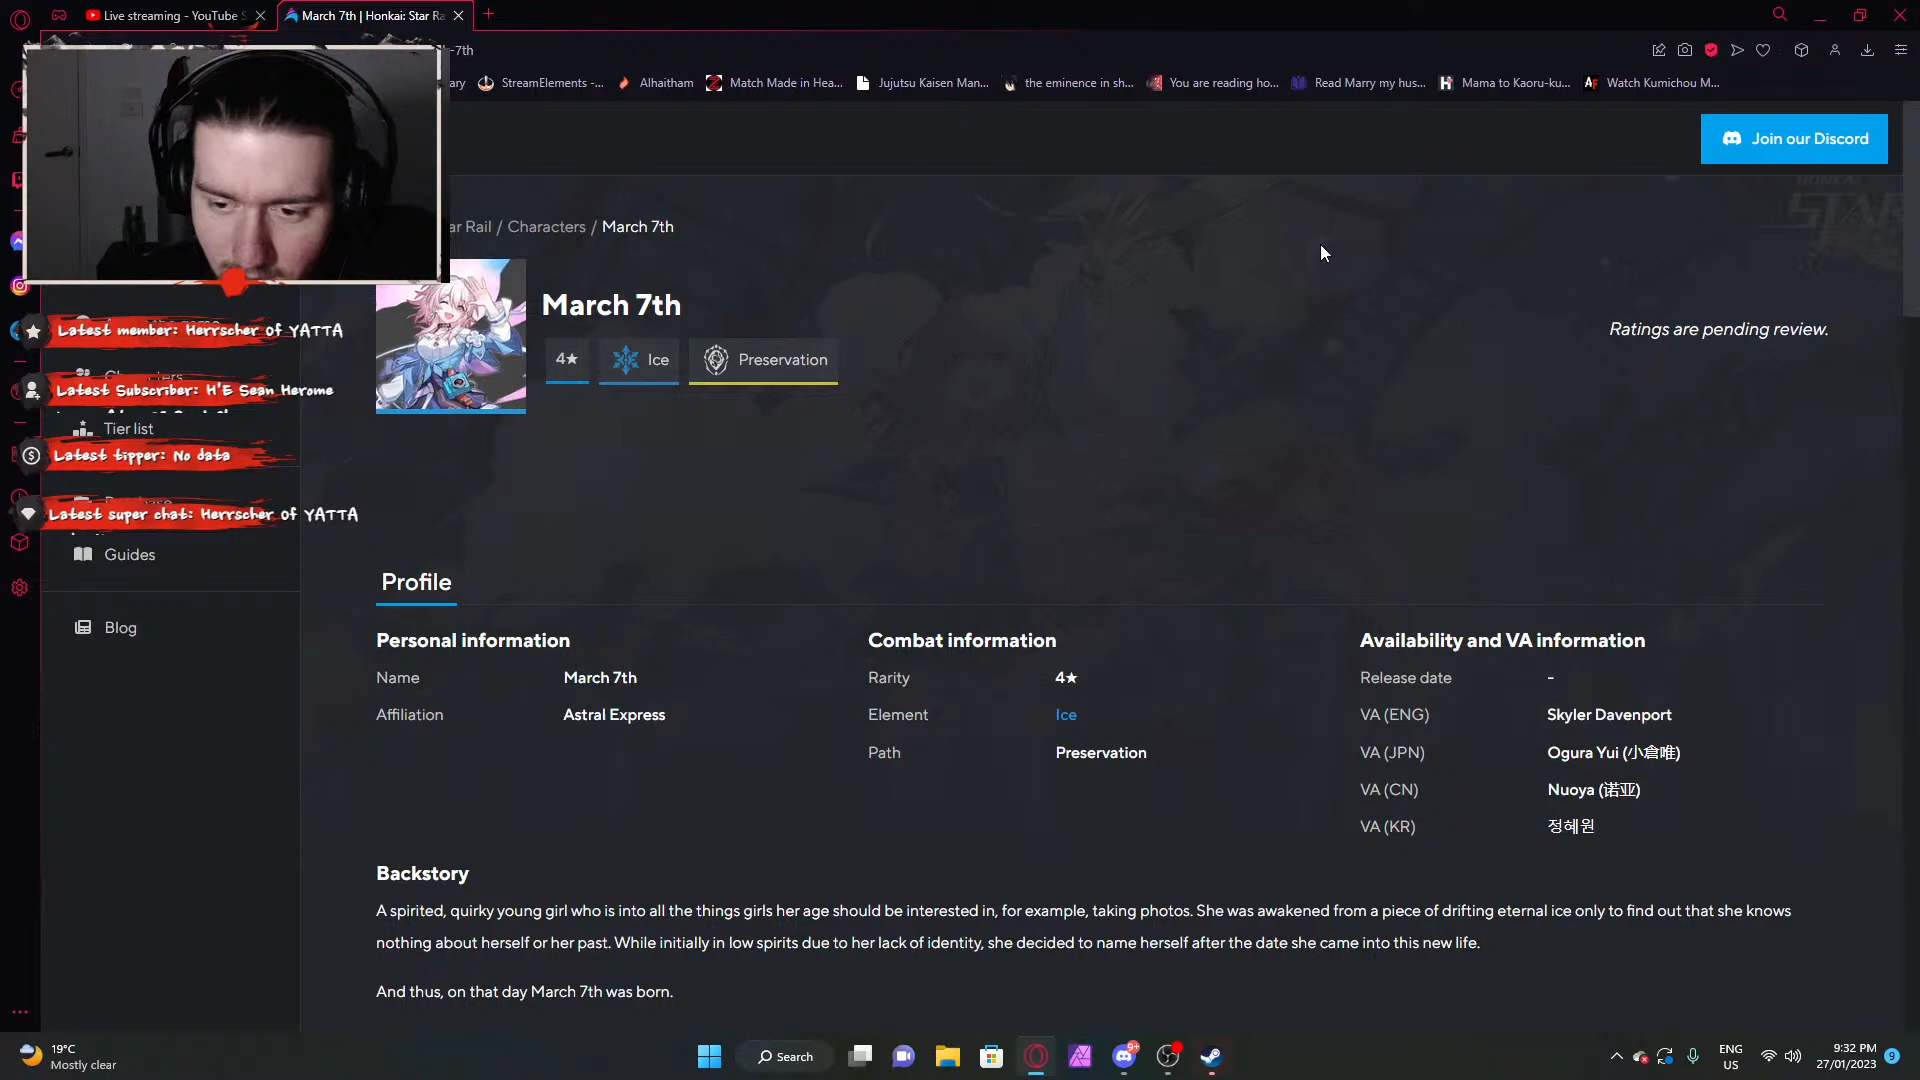 Live streaming - YouTube S
March 7th | Honkai: Star Ra
-7th
ary
StreamElements -...
Alhaitham
Match Made in Hea...
Jujutsu Kaisen Man...
the eminence in sh...
You are reading ho...
Read Marry my hus...
Mama to Kaoru-ku...
Watch Kumichou M...
Join our Discord
ar Rail / Characters / March 7th
March 7th
4★
Ice
Preservation
Ratings are pending review.
Latest member: Herrscher of YATTA
Latest Subscriber: H'E Sean Herome
Tier list
Latest tipper: No data
Latest super chat: Herrscher of YATTA
Guides
Blog
Profile
Personal information
Name March 7th
Affiliation Astral Express
Combat information
Rarity 4★
Element Ice
Path Preservation
Availability and VA information
Release date -
VA (ENG) Skyler Davenport
VA (JPN) Ogura Yui (小倉唯)
VA (CN) Nuoya (诺亚)
VA (KR) 정혜원
Backstory
A spirited, quirky young girl who is into all the things girls her age should be interested in, for example, taking photos. She was awakened from a piece of drifting eternal ice only to find out that she knows
nothing about herself or her past. While initially in low spirits due to her lack of identity, she decided to name herself after the date she came into this new life.
And thus, on that day March 7th was born.
19°C
Mostly clear
Search
9+
ENG
US
9:32 PM
27/01/2023
9